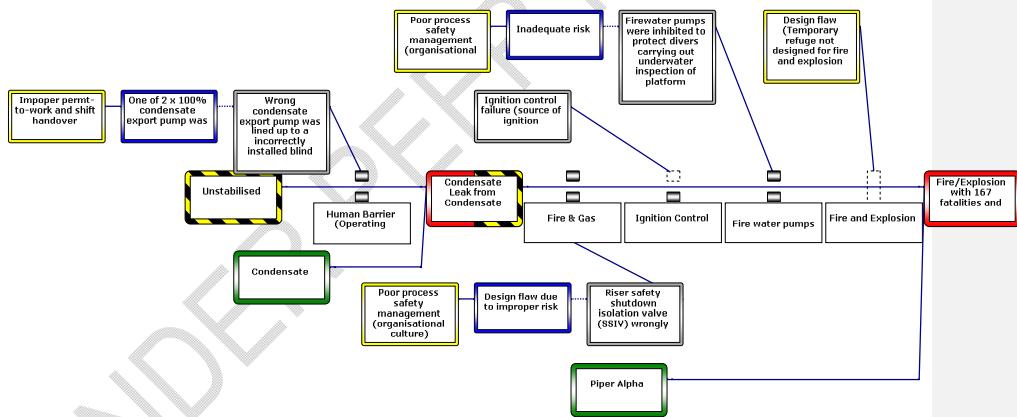 Poor process
safety
management
(organisational
Inadequate risk
Firewater pumps
were inhibited to
protect divers
carrying out
underwater
inspection of
platform
Design flaw
(Temporary
refuge not
designed for fire
and explosion
Impoper permt-
to-work and shift
handover
One of 2 x 100%
condensate
export pump was
Wrong
condensate
export pump was
lined up to a
incorrectly
installed blind
Ignition control
failure (source of
ignition
Unstabilised
Condensate
Leak from
Condensate
Fire/Explosion
with 167
fatalities and
Human Barrier
(Operating
Fire & Gas
Ignition Control
Fire water pumps
Fire and Explosion
Condensate
Poor process
safety
management
(organisational
culture)
Design flaw due
to improper risk
Riser safety
shutdown
isolation valve
(SSIV) wrongly
Piper Alpha